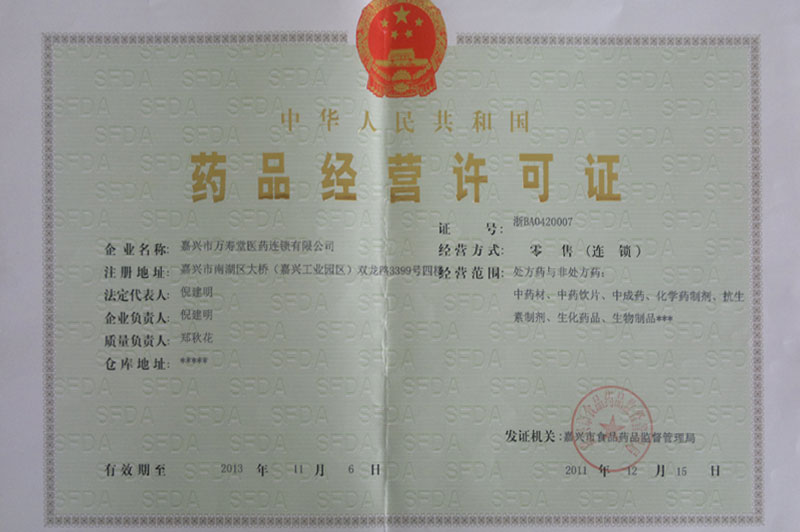 中华人民共和国
药品经营许可证
证 号: 浙BA0420007
企业名称: 嘉兴市万寿堂医药连锁有限公司
经营方式: 零售(连锁)
注册地址: 嘉兴市南湖区大桥(嘉兴工业园区)双龙路3399号四楼
经营范围: 处方药与非处方药:
法定代表人: 倪建明
中药材、中药饮片、中成药、化学药制剂、抗生
企业负责人: 倪建明
素制剂、生化药品、生物制品***
质量负责人: 郑秋花
仓库地址: *****
发证机关: 嘉兴市食品药品监督管理局
有效期至 2013 年 11 月 6 日
2011 年 12 月 15 日
SFDA